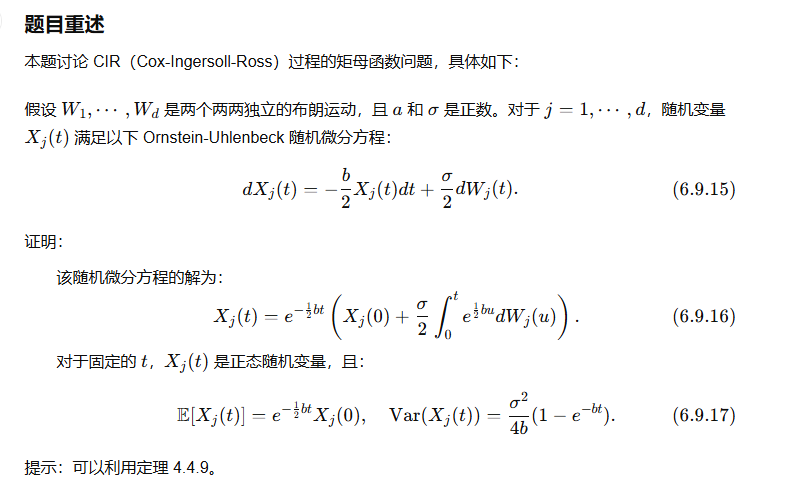 题目重述
本题讨论 CIR（Cox-Ingersoll-Ross）过程的矩母函数问题，具体如下：
假设 $W_1, \cdots, W_d$ 是两个两两独立的布朗运动，且 $a$ 和 $\sigma$ 是正数。对于 $j = 1, \cdots, d$，随机变量
$X_j(t)$ 满足以下 Ornstein-Uhlenbeck 随机微分方程：
$dX_j(t) = -\frac{b}{2}X_j(t)dt + \frac{\sigma}{2}dW_j(t).$ (6.9.15)
证明：
该随机微分方程的解为：
$X_j(t) = e^{-\frac{1}{2}bt}\left(X_j(0) + \frac{\sigma}{2}\int_0^t e^{\frac{1}{2}bu}dW_j(u)\right).$ (6.9.16)
对于固定的 $t$，$X_j(t)$ 是正态随机变量，且：
$\mathbb{E}[X_j(t)] = e^{-\frac{1}{2}bt}X_j(0), \quad \mathrm{Var}(X_j(t)) = \frac{\sigma^2}{4b}(1 - e^{-bt}).$ (6.9.17)
提示：可以利用定理 4.4.9。